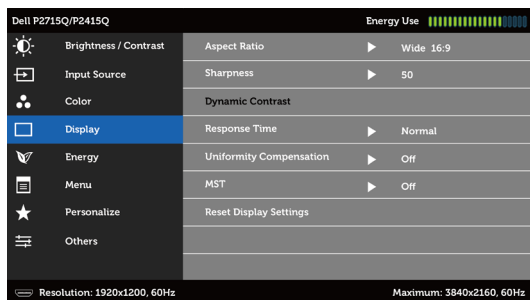 Dell P2715Q/P2415Q Energy Use
Brightness / Contrast Aspect Ratio Wide 16:9
Input Source Sharpness 50
Color Dynamic Contrast
Display Response Time Normal
Energy Uniformity Compensation Off
Menu MST Off
Personalize Reset Display Settings
Others
Resolution: 1920x1200, 60Hz Maximum: 3840x2160, 60Hz